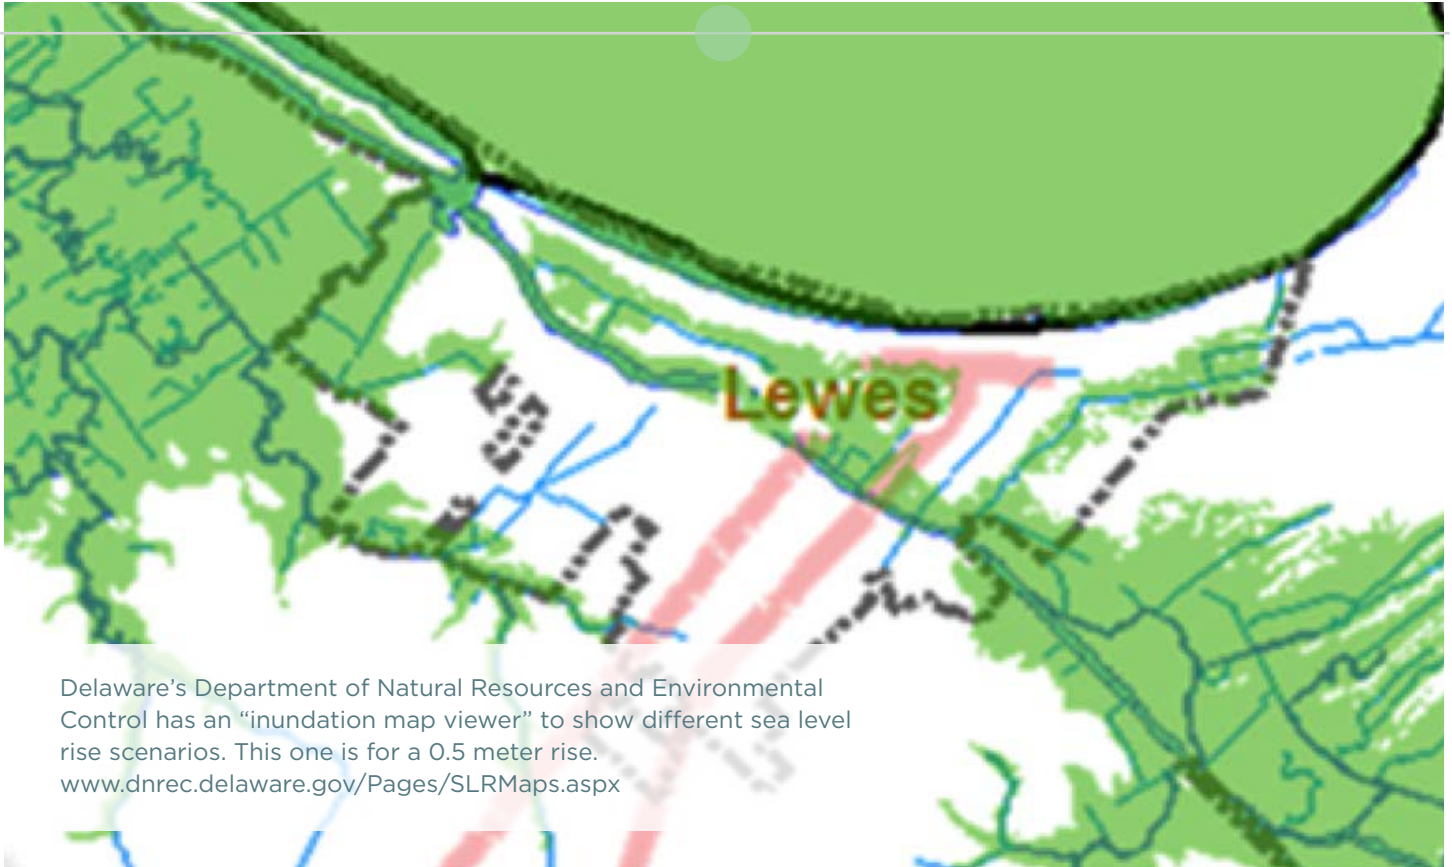 Lewes
Delaware’s Department of Natural Resources and Environmental
Control has an “inundation map viewer” to show different sea level
rise scenarios. This one is for a 0.5 meter rise.
www.dnrec.delaware.gov/Pages/SLRMaps.aspx